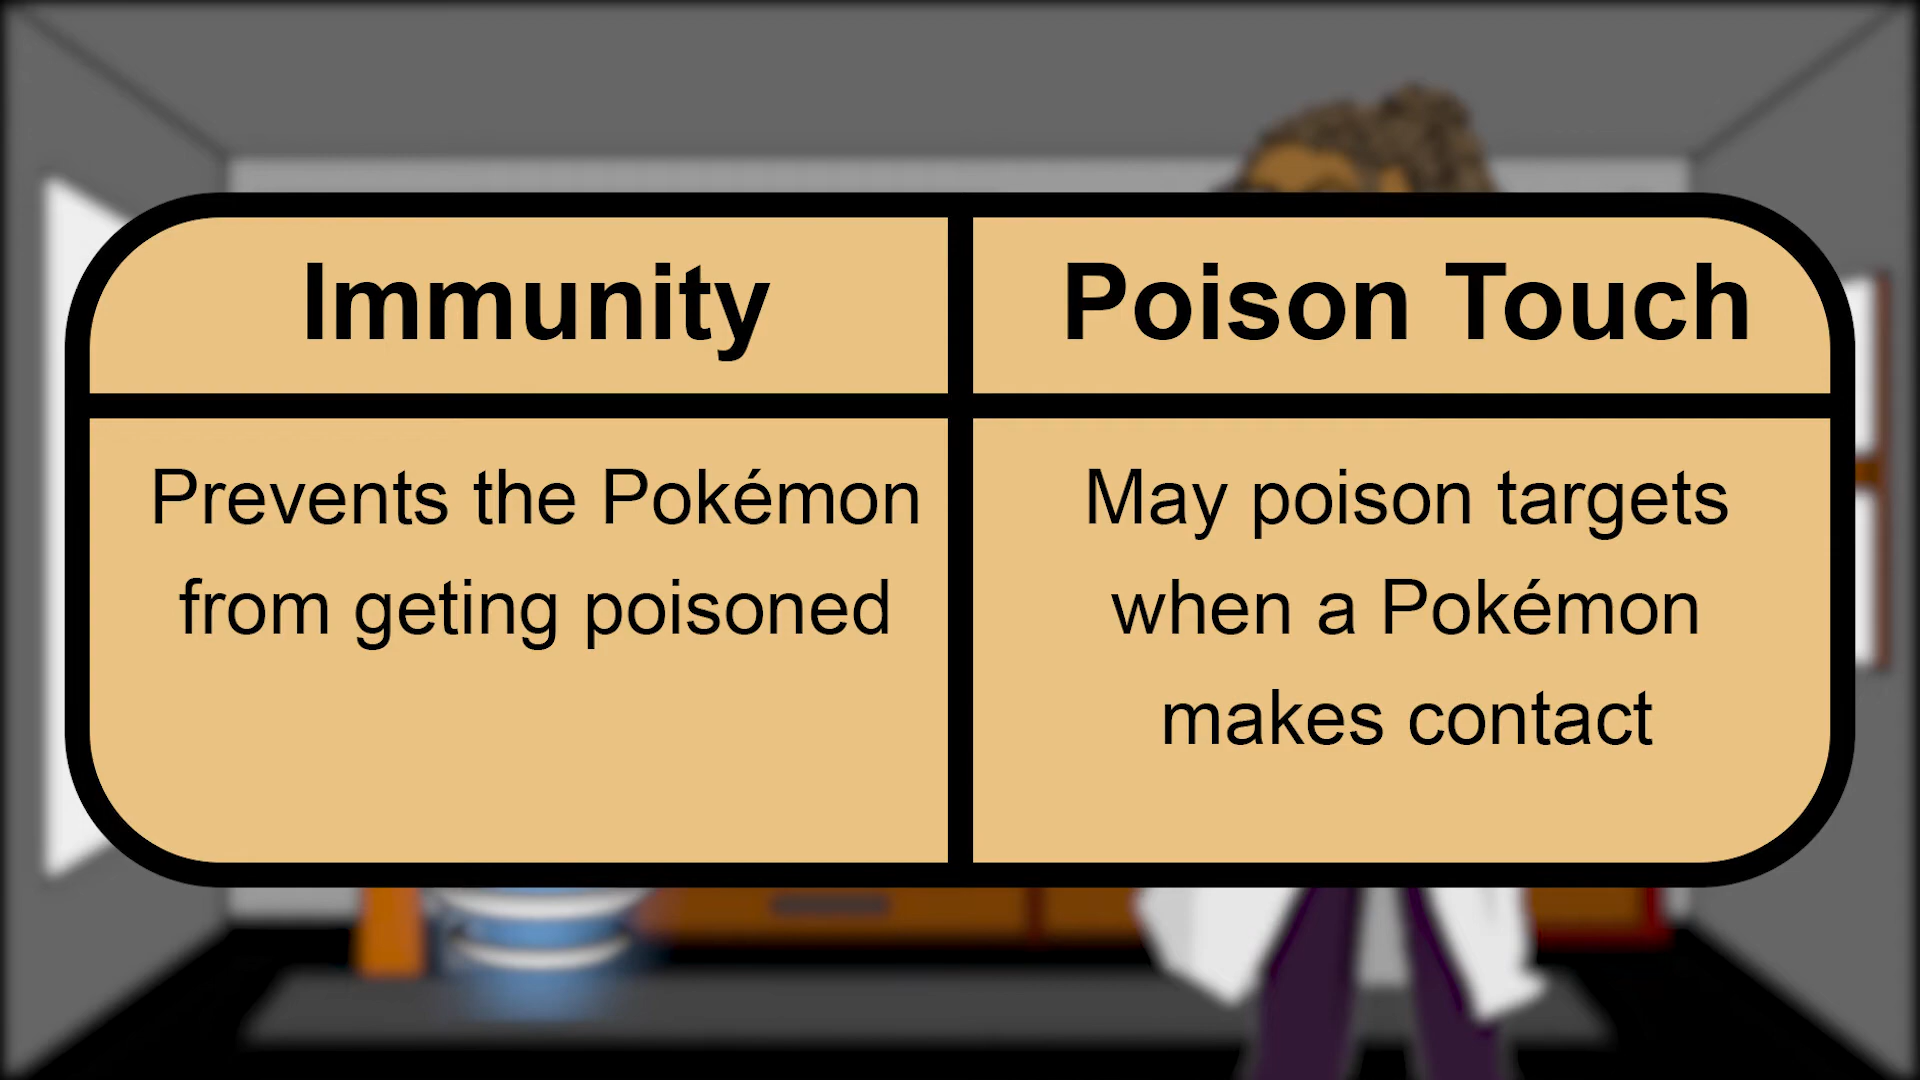 Immunity
Poison Touch
Prevents the Pokémon
from geting poisoned
May poison targets
when a Pokémon
makes contact